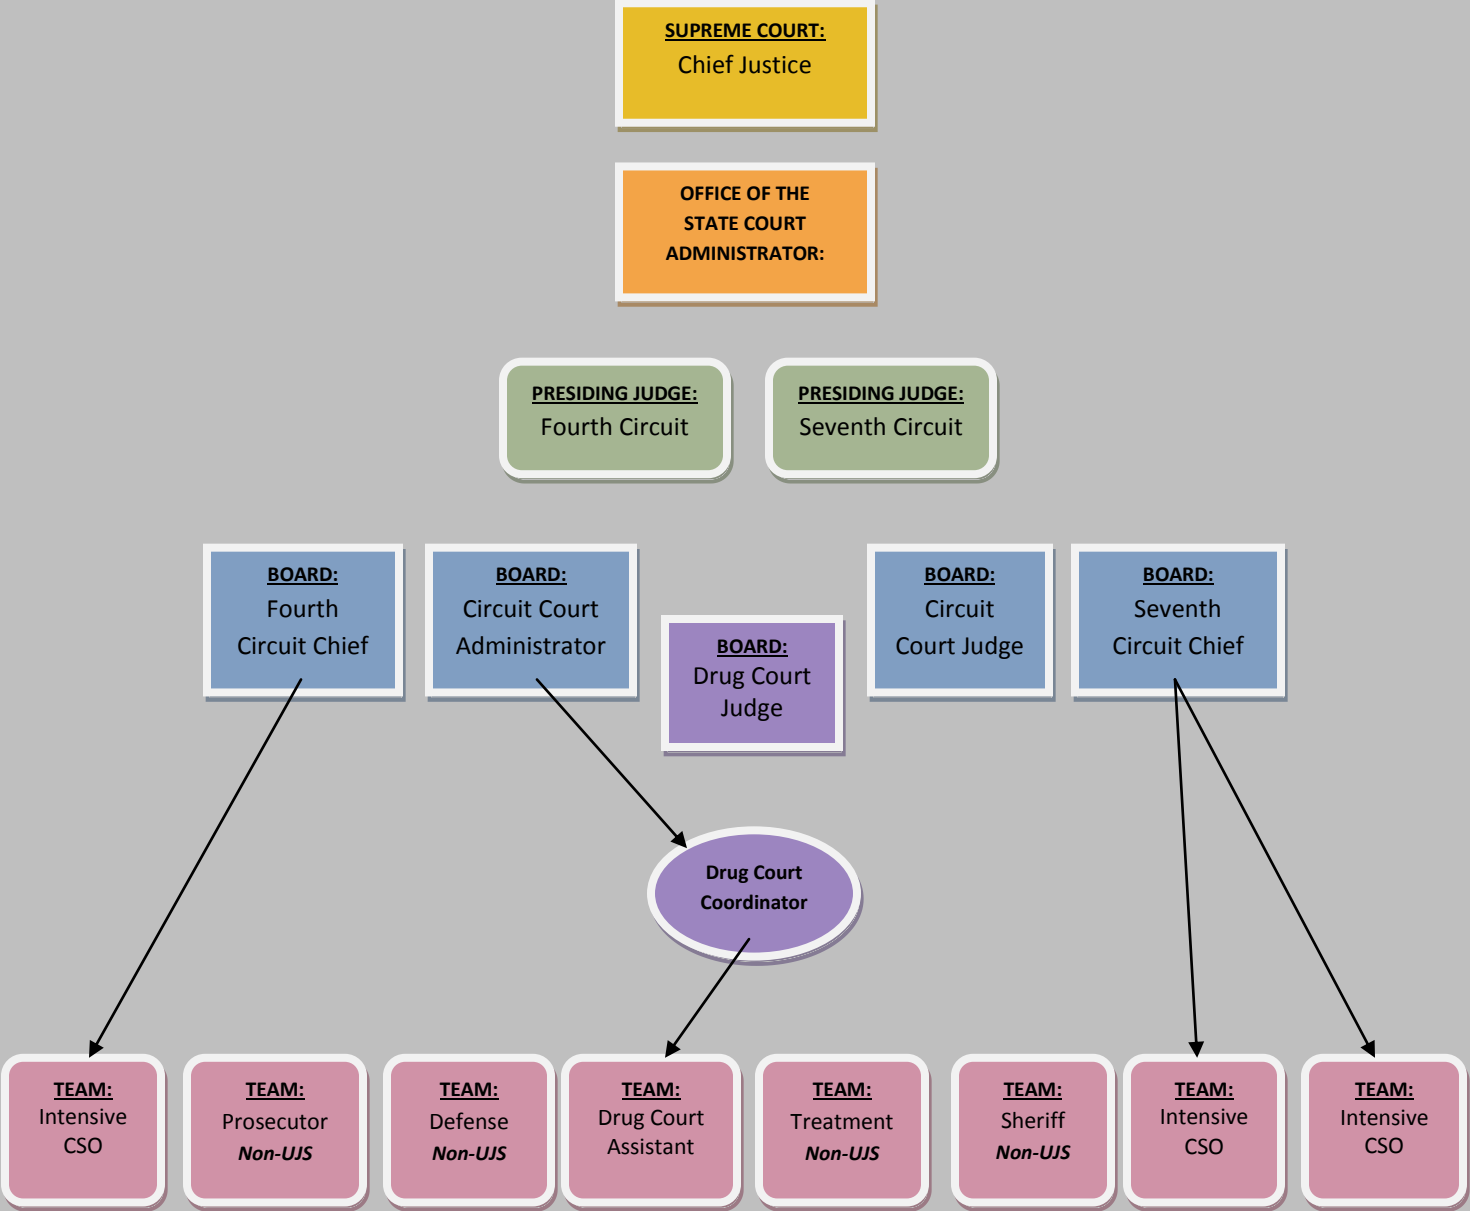 SUPREME COURT:
Chief Justice
OFFICE OF THE
STATE COURT
ADMINISTRATOR:
PRESIDING JUDGE:
Fourth Circuit
PRESIDING JUDGE:
Seventh Circuit
BOARD:
Fourth
Circuit Chief
BOARD:
Circuit Court
Administrator
BOARD:
Drug Court
Judge
BOARD:
Circuit
Court Judge
BOARD:
Seventh
Circuit Chief
Drug Court
Coordinator
TEAM:
Intensive
CSO
TEAM:
Prosecutor
Non-UJS
TEAM:
Defense
Non-UJS
TEAM:
Drug Court
Assistant
TEAM:
Treatment
Non-UJS
TEAM:
Sheriff
Non-UJS
TEAM:
Intensive
CSO
TEAM:
Intensive
CSO